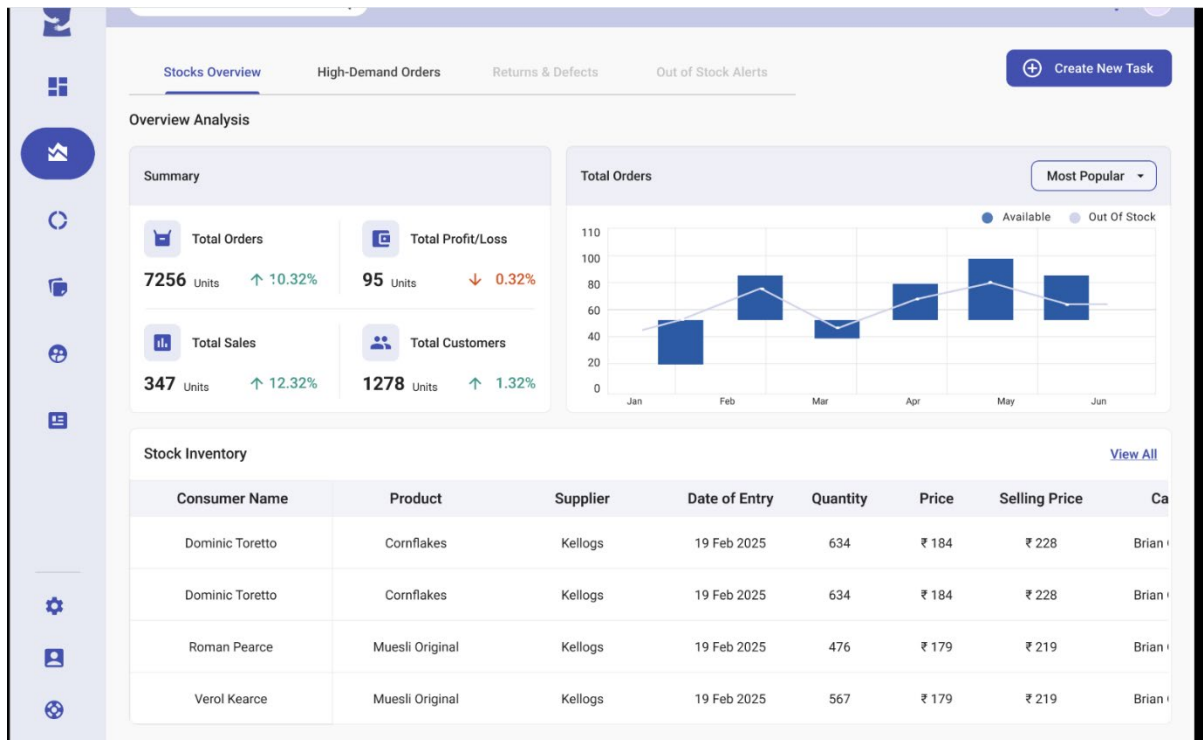 Stocks Overview High-Demand Orders Returns & Defects Out of Stock Alerts Create New Task
Overview Analysis
Summary
Total Orders Total Profit/Loss
7256 Units 10.32% 95 Units 0.32%
Total Sales Total Customers
347 Units 12.32% 1278 Units 1.32%
Total Orders Most Popular
Available Out Of Stock
110
100
80
60
40
20
0
Jan Feb Mar Apr May Jun
Stock Inventory View All
Consumer Name Product Supplier Date of Entry Quantity Price Selling Price Ca
Dominic Toretto Cornflakes Kellogs 19 Feb 2025 634 ₹ 184 ₹ 228 Brian
Dominic Toretto Cornflakes Kellogs 19 Feb 2025 634 ₹ 184 ₹ 228 Brian
Roman Pearce Muesli Original Kellogs 19 Feb 2025 476 ₹ 179 ₹ 219 Brian
Verol Kearce Muesli Original Kellogs 19 Feb 2025 567 ₹ 179 ₹ 219 Brian